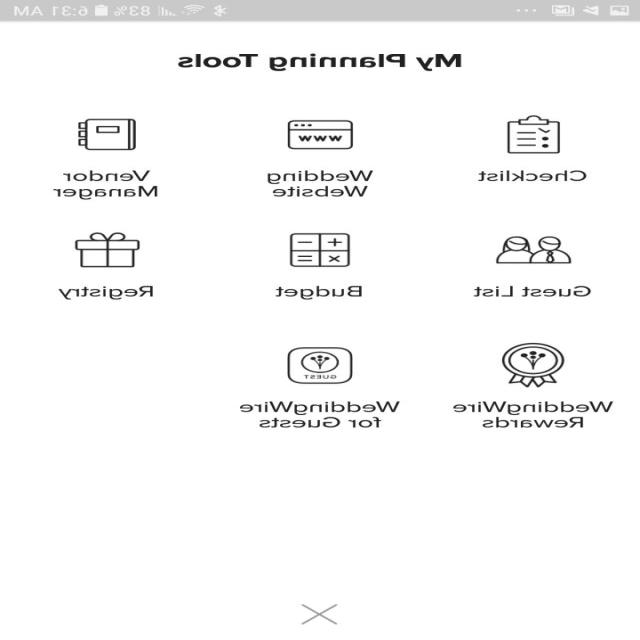 83% 6:31 AM
My Planning Tools
Checklist
Wedding
Website
www
Vendor
Manager
Guest List
Budget
Registry
WeddingWire
Rewards
GUEST
WeddingWire
for Guests